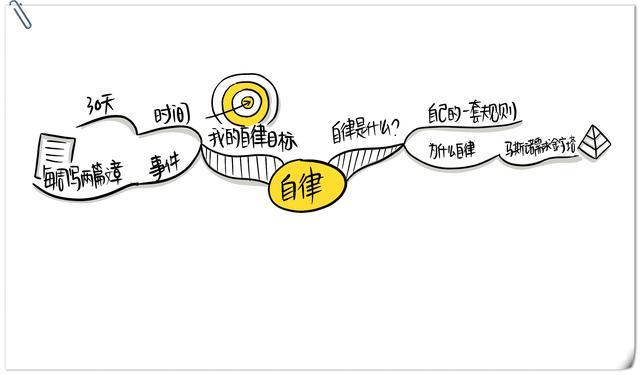 自律
自律是什么?
自己的一套规则
为什么自律
马斯洛需求金字塔
我的自律目标
时间
30天
事件
每周写两篇文章